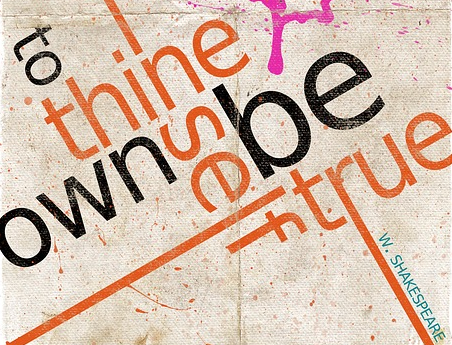 to
thine
own
self
be
true
W. SHAKESPEARE